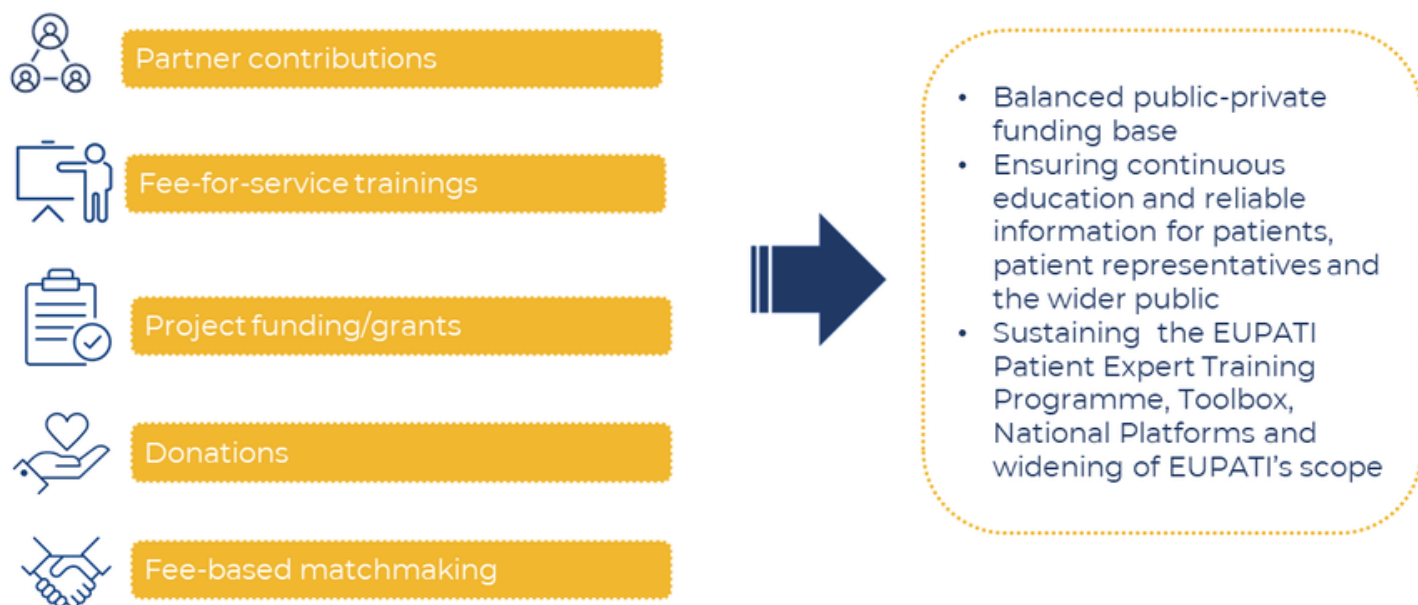 Partner contributions
Fee-for-service trainings
Project funding/grants
Donations
Fee-based matchmaking
• Balanced public-private
funding base
• Ensuring continuous
education and reliable
information for patients,
patient representatives and
the wider public
• Sustaining the EUPATI
Patient Expert Training
Programme, Toolbox,
National Platforms and
widening of EUPATI's scope